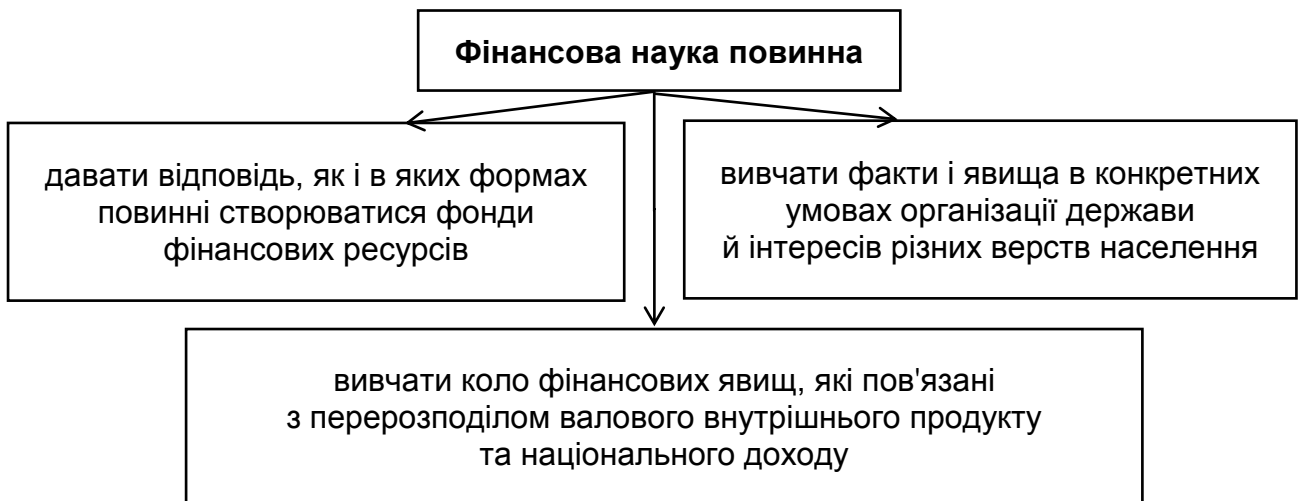 Фінансова наука повинна
давати відповідь, як і в яких формах
повинні створюватися фонди
фінансових ресурсів
вивчати факти і явища в конкретних
умовах організації держави
й інтересів різних верств населення
вивчати коло фінансових явищ, які пов'язані
з перерозподілом валового внутрішнього продукту
та національного доходу